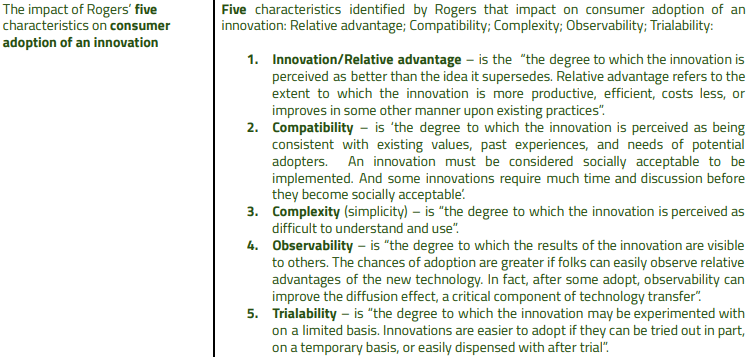 The impact of Rogers' five
characteristics on consumer
adoption of an innovation
Five characteristics identified by Rogers that impact on consumer adoption of an
innovation: Relative advantage; Compatibility; Complexity; Observability; Trialability:
1. Innovation/Relative advantage – is the “the degree to which the innovation is
perceived as better than the idea it supersedes. Relative advantage refers to the
extent to which the innovation is more productive, efficient, costs less, or
improves in some other manner upon existing practices”.
2. Compatibility – is ‘the degree to which the innovation is perceived as being
consistent with existing values, past experiences, and needs of potential
adopters. An innovation must be considered socially acceptable to be
implemented. And some innovations require much time and discussion before
they become socially acceptable’.
3. Complexity (simplicity) – is “the degree to which the innovation is perceived as
difficult to understand and use”.
4. Observability – is “the degree to which the results of the innovation are visible
to others. The chances of adoption are greater if folks can easily observe relative
advantages of the new technology. In fact, after some adopt, observability can
improve the diffusion effect, a critical component of technology transfer”.
5. Trialability – is “the degree to which the innovation may be experimented with
on a limited basis. Innovations are easier to adopt if they can be tried out in part,
on a temporary basis, or easily dispensed with after trial”.